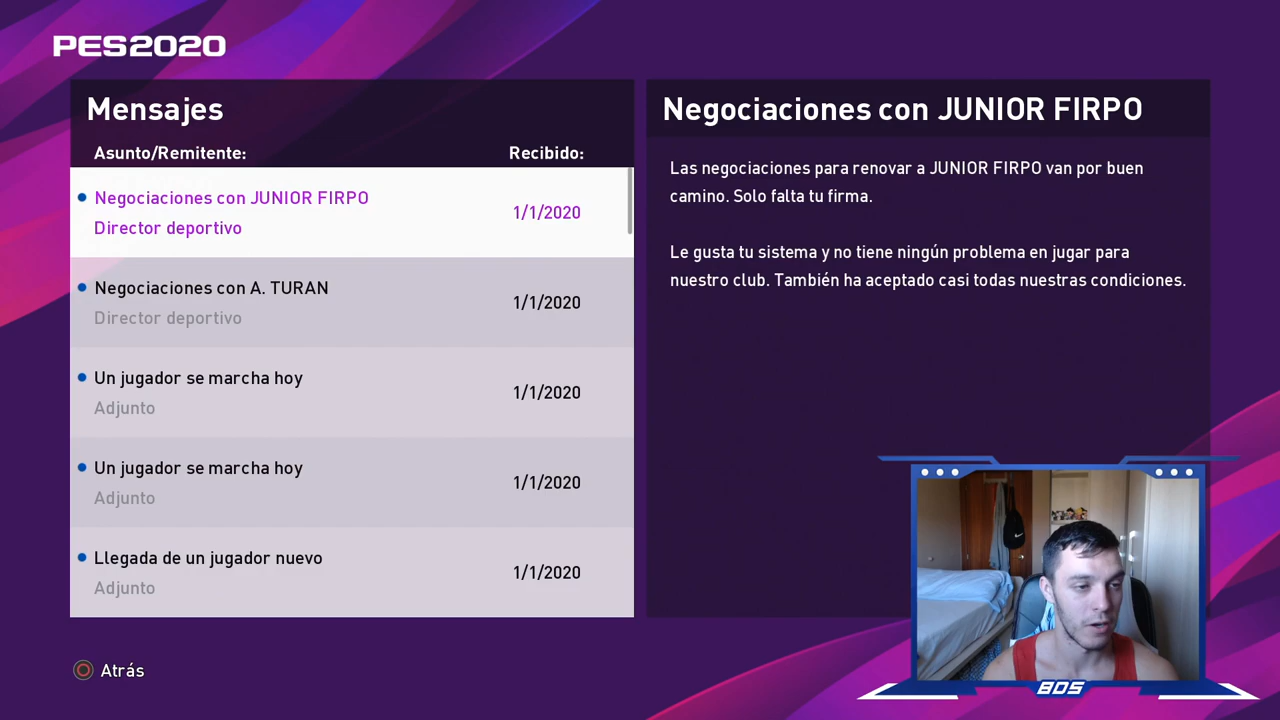 PES2020
Mensajes
Asunto/Remitente:
Recibido:
Negociaciones con JUNIOR FIRPO
Director deportivo
1/1/2020
Negociaciones con A. TURAN
Director deportivo
1/1/2020
Un jugador se marcha hoy
Adjunto
1/1/2020
Un jugador se marcha hoy
Adjunto
1/1/2020
Llegada de un jugador nuevo
Adjunto
1/1/2020
Negociaciones con JUNIOR FIRPO
Las negociaciones para renovar a JUNIOR FIRPO van por buen
camino. Solo falta tu firma.
Le gusta tu sistema y no tiene ningún problema en jugar para
nuestro club. También ha aceptado casi todas nuestras condiciones.
Atrás
BDS